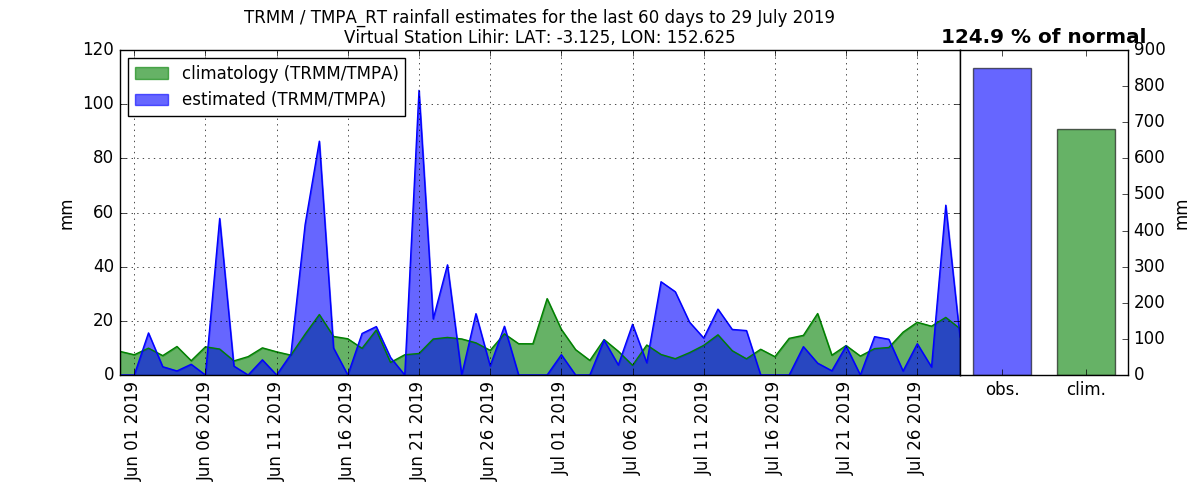 TRMM / TMPA_RT rainfall estimates for the last 60 days to 29 July 2019
Virtual Station Lihir: LAT: -3.125, LON: 152.625
124.9 % of normal
climatology (TRMM/TMPA)
estimated (TRMM/TMPA)
mm
120
100
80
60
40
20
0
Jun 01 2019
Jun 06 2019
Jun 11 2019
Jun 16 2019
Jun 21 2019
Jun 26 2019
Jul 01 2019
Jul 06 2019
Jul 11 2019
Jul 16 2019
Jul 21 2019
Jul 26 2019
obs.
clim.
900
800
700
600
500
400
300
200
100
0
mm